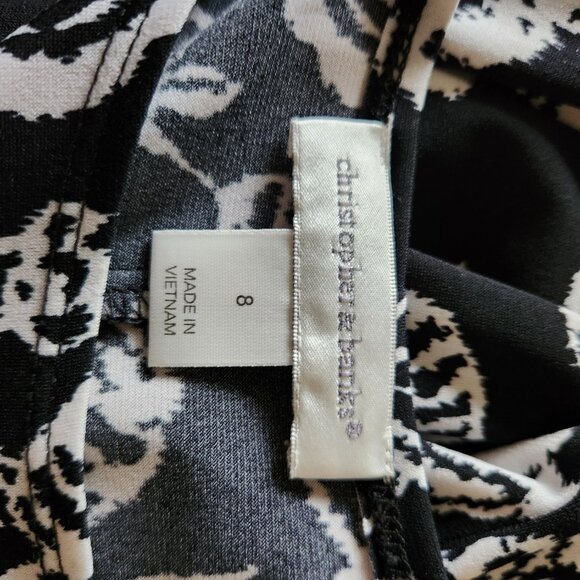 christopher & banks®
8
MADE IN
VIETNAM